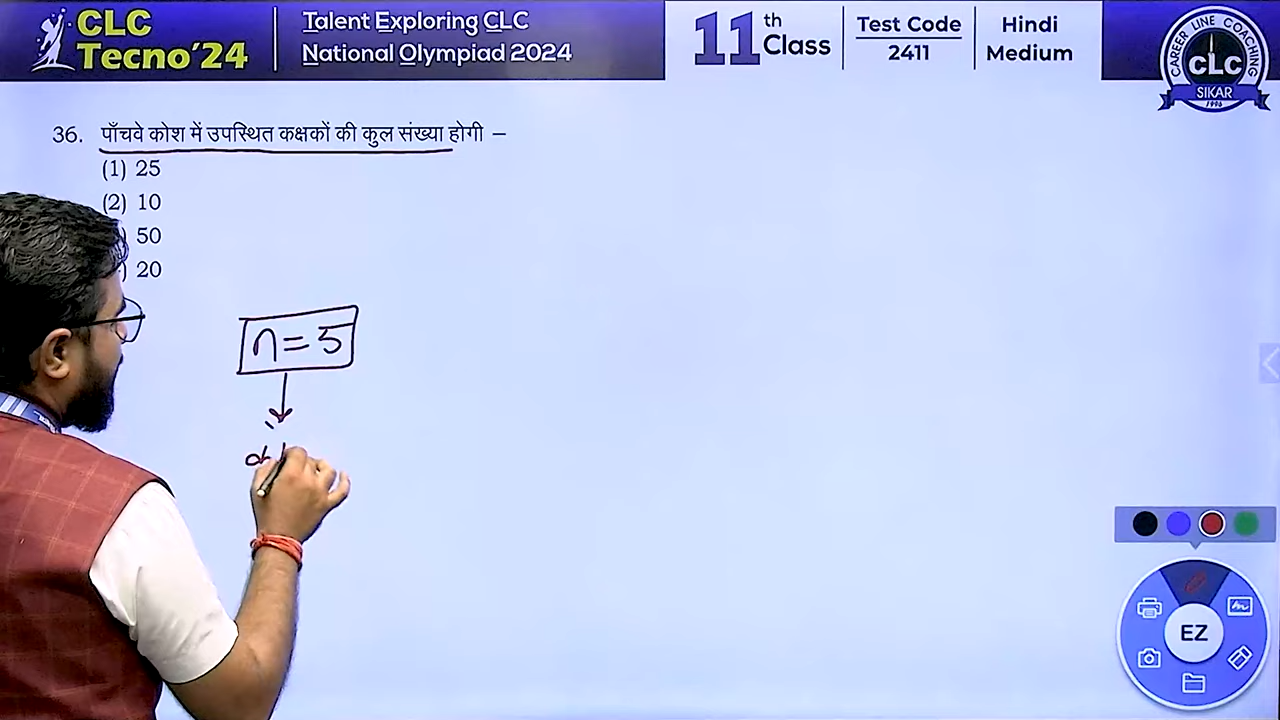 CLC
Tecno'24
Talent Exploring CLC
National Olympiad 2024
11th Class
Test Code
2411
Hindi
Medium
CAREER LINE COACHING
CLC
SIKAR
1996
36. पाँचवे कोश में उपस्थित कक्षकों की कुल संख्या होगी –
(1) 25
(2) 10
) 50
) 20
n=5
EZ